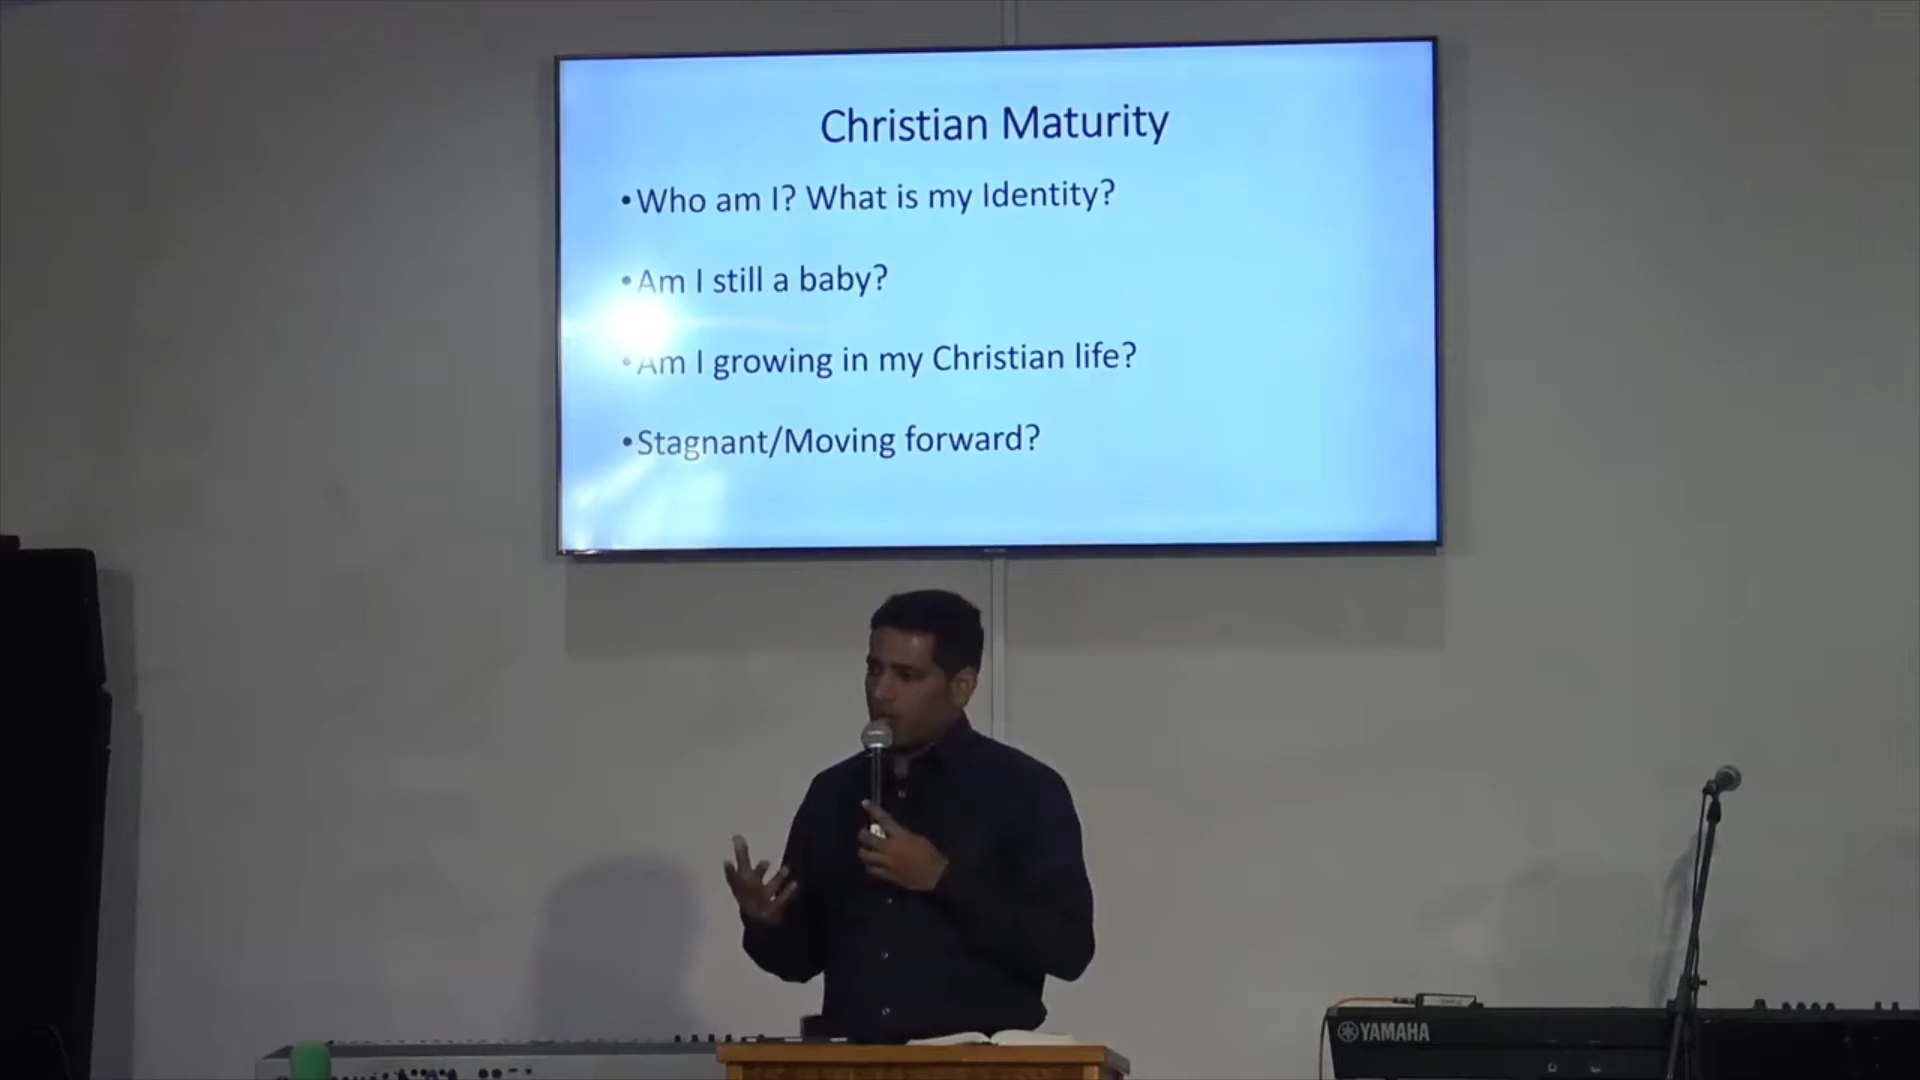 Christian Maturity
•Who am I? What is my Identity?
•Am I still a baby?
•Am I growing in my Christian life?
•Stagnant/Moving forward?
YAMAHA